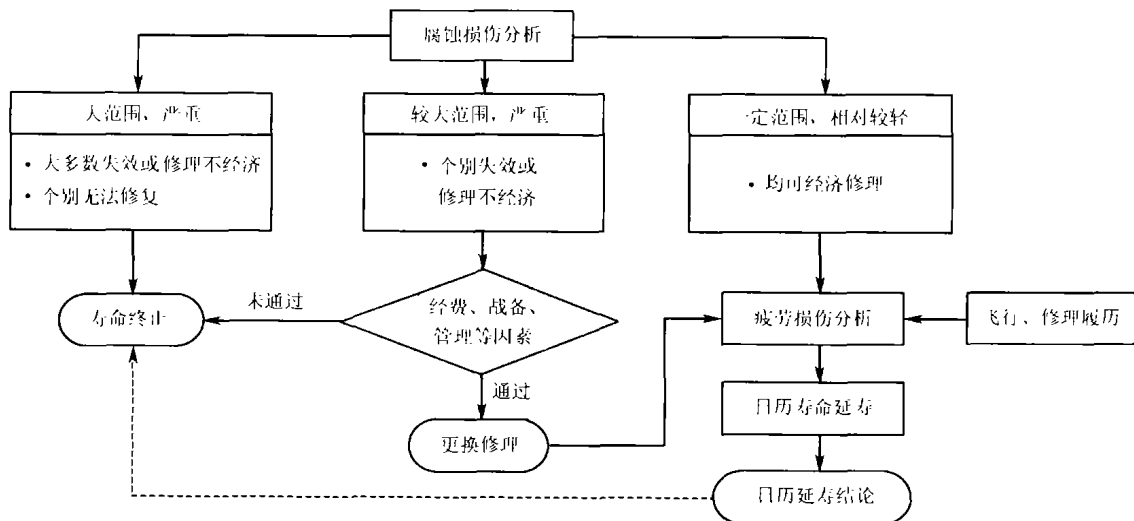 腐蚀损伤分析
大范围、严重
• 大多数失效或修理不经济
• 个别无法修复
较大范围，严重
• 个别失效或
修理不经济
一定范围、相对较轻
• 均可经济修理
寿命终止
未通过
经费、战备、
管理等因素
通过
更换修理
疲劳损伤分析
飞行、修理履历
日历寿命延寿
日历延寿结论